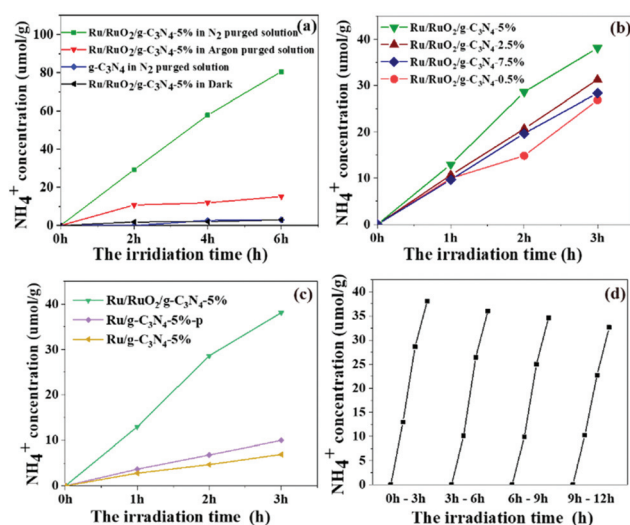 (a)
Ru/RuO2/g-C3N4-5% in N2 purged solution
Ru/RuO2/g-C3N4-5% in Argon purged solution
g-C3N4 in N2 purged solution
Ru/RuO2/g-C3N4-5% in Dark
NH4+ concentration (umol/g)
100
80
60
40
20
0
0h 2h 4h 6h
The irridiation time (h)
(b)
Ru/RuO2/g-C3N4-5%
Ru/RuO2/g-C3N4-2.5%
Ru/RuO2/g-C3N4-7.5%
Ru/RuO2/g-C3N4-0.5%
NH4+ concentration (umol/g)
40
30
20
10
0
0h 1h 2h 3h
The irridiation time (h)
(c)
Ru/RuO2/g-C3N4-5%
Ru/g-C3N4-5%-p
Ru/g-C3N4-5%
NH4+ concentration (umol/g)
40
30
20
10
0
0h 1h 2h 3h
The irradiation time (h)
(d)
NH4+ concentration (umol/g)
40
35
30
25
20
15
10
5
0
0h - 3h 3h - 6h 6h - 9h 9h - 12h
The irradiation time (h)